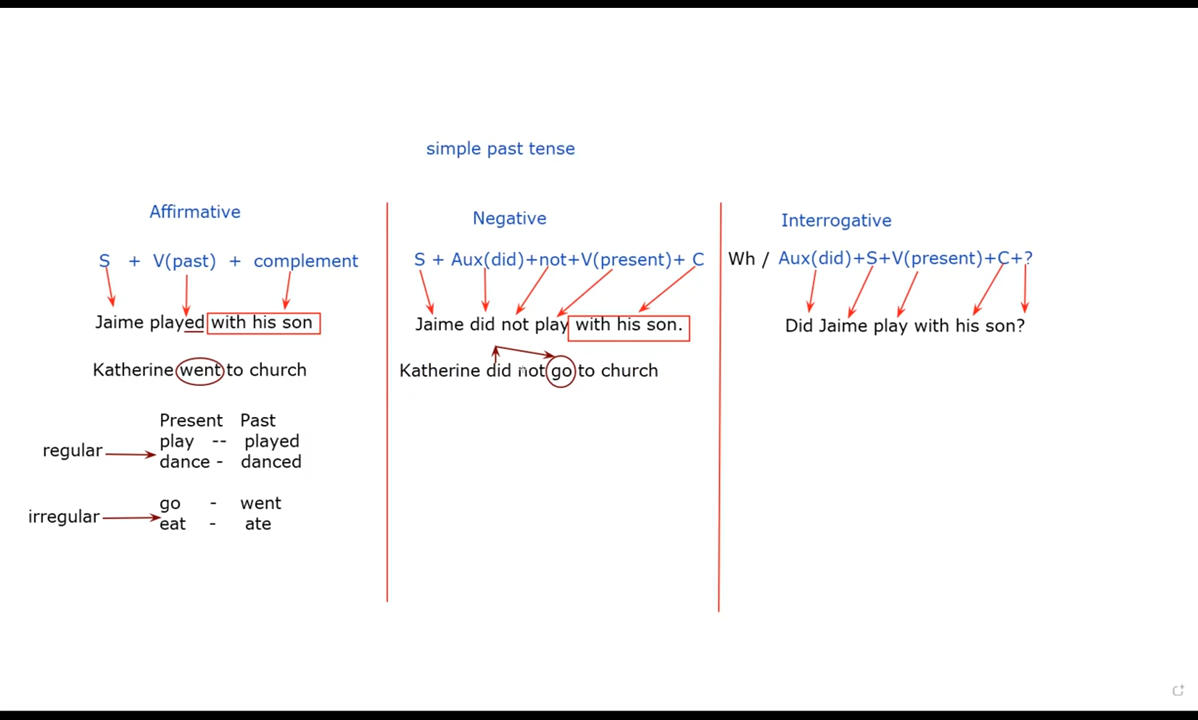 simple past tense
Affirmative
S + V(past) + complement
Jaime played with his son
Katherine went to church
Present Past
play -- played
dance - danced
regular
go - went
eat - ate
irregular
Negative
S + Aux(did)+not+V(present)+ C
Jaime did not play with his son.
Katherine did not go to church
Interrogative
Wh / Aux(did)+S+V(present)+C+?
Did Jaime play with his son?